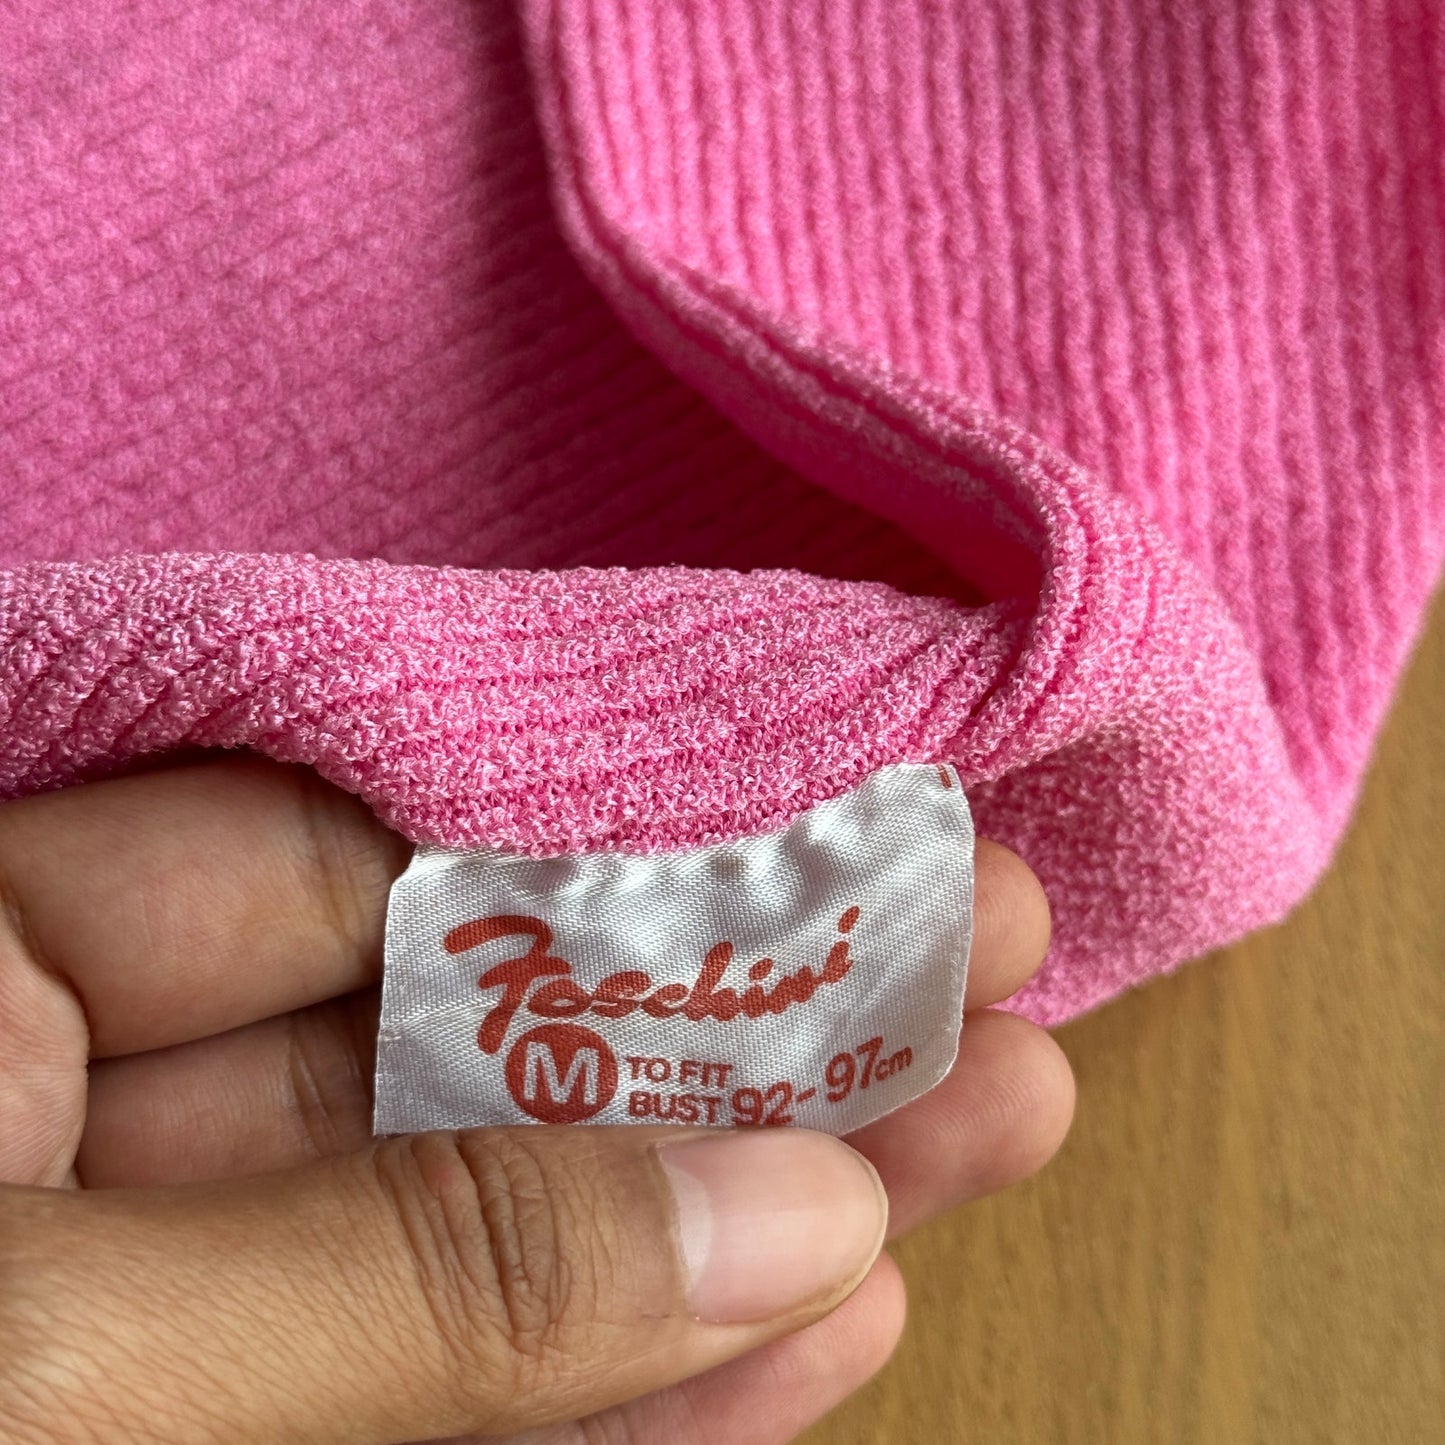 Foschini
M TO FIT
BUST 92-97cm